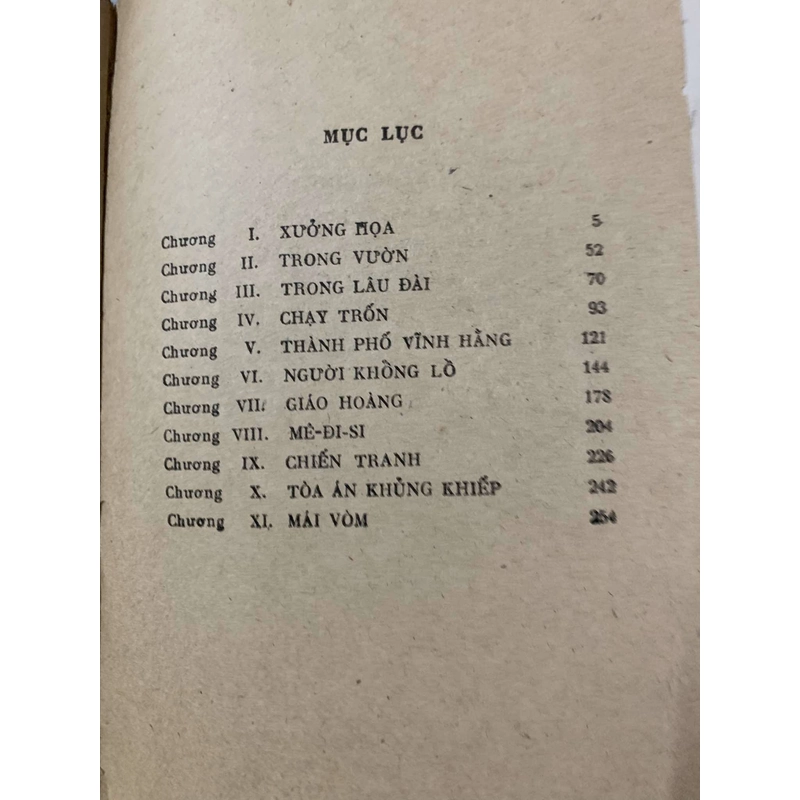 MỤC LỤC
Chương I. XƯỞNG HỌA 5
Chương II. TRONG VƯỜN 52
Chương III. TRONG LÂU ĐÀI 70
Chương IV. CHẠY TRỐN 93
Chương V. THÀNH PHỐ VĨNH HẰNG 121
Chương VI. NGƯỜI KHỒNG LỒ 144
Chương VII. GIÁO HOÀNG 178
Chương VIII. MÊ-ĐI-SI 204
Chương IX. CHIẾN TRANH 226
Chương X. TÒA ÁN KHỦNG KHIẾP 242
Chương XI. MÁI VÒM 254